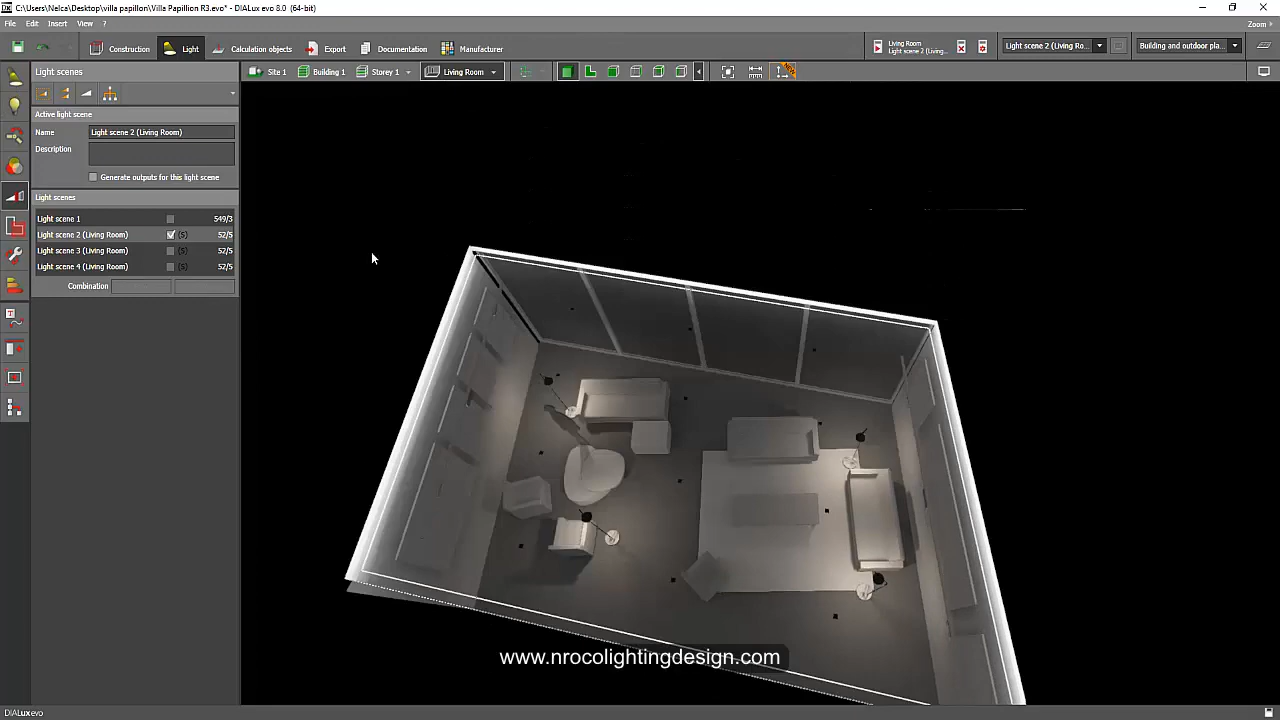 C:\Users\Nelca\Desktop\villa papillon\Villa Papillion R3.evo* - DIALux evo 8.0 (64-bit)
File Edit Insert View ?
Zoom
Construction Light Calculation objects Export Documentation Manufacturer
Living Room
Light scene 2 (Living...
Light scene 2 (Living Ro...
Building and outdoor pla...
Light scenes
Site 1 Building 1 Storey 1 Living Room
NEW
Active light scene
Name Light scene 2 (Living Room)
Description
Generate outputs for this light scene
Light scenes
Light scene 1 549/3
Light scene 2 (Living Room) (S) 52/5
Light scene 3 (Living Room) (S) 52/5
Light scene 4 (Living Room) (S) 52/5
Combination
www.nrocolightingdesign.com
DIALux evo